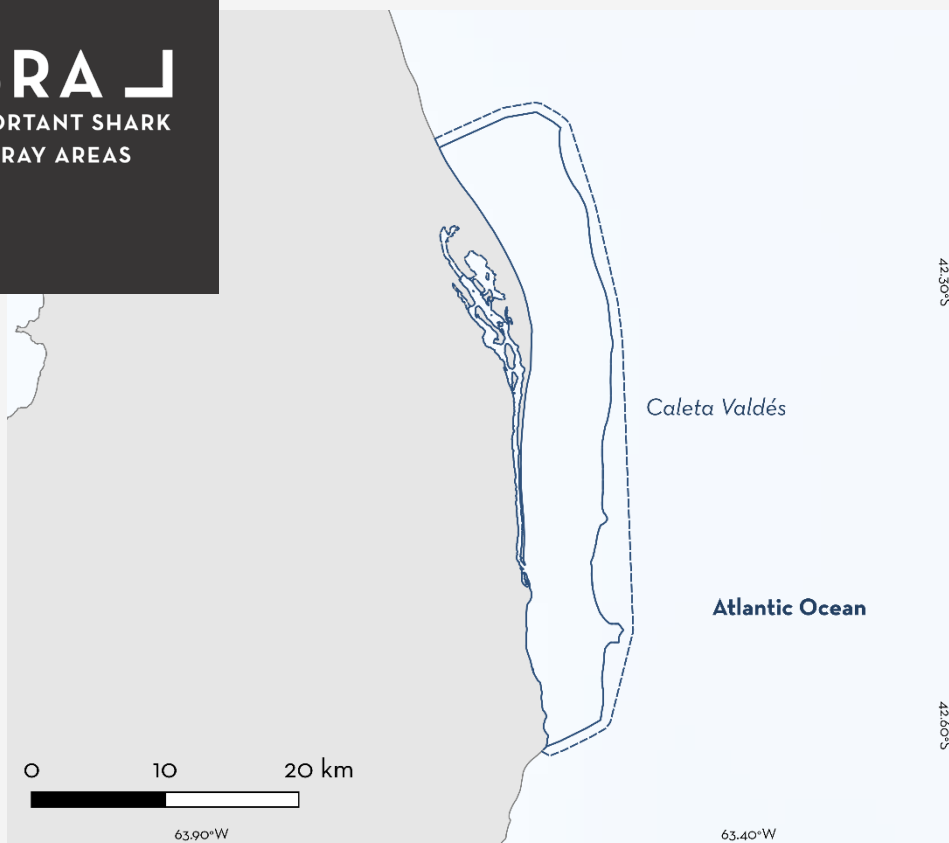 RA
ORTANT SHARK
RAY AREAS
42.30°S
Caleta Valdés
Atlantic Ocean
42.60°S
0 10 20 km
63.90°W 63.40°W